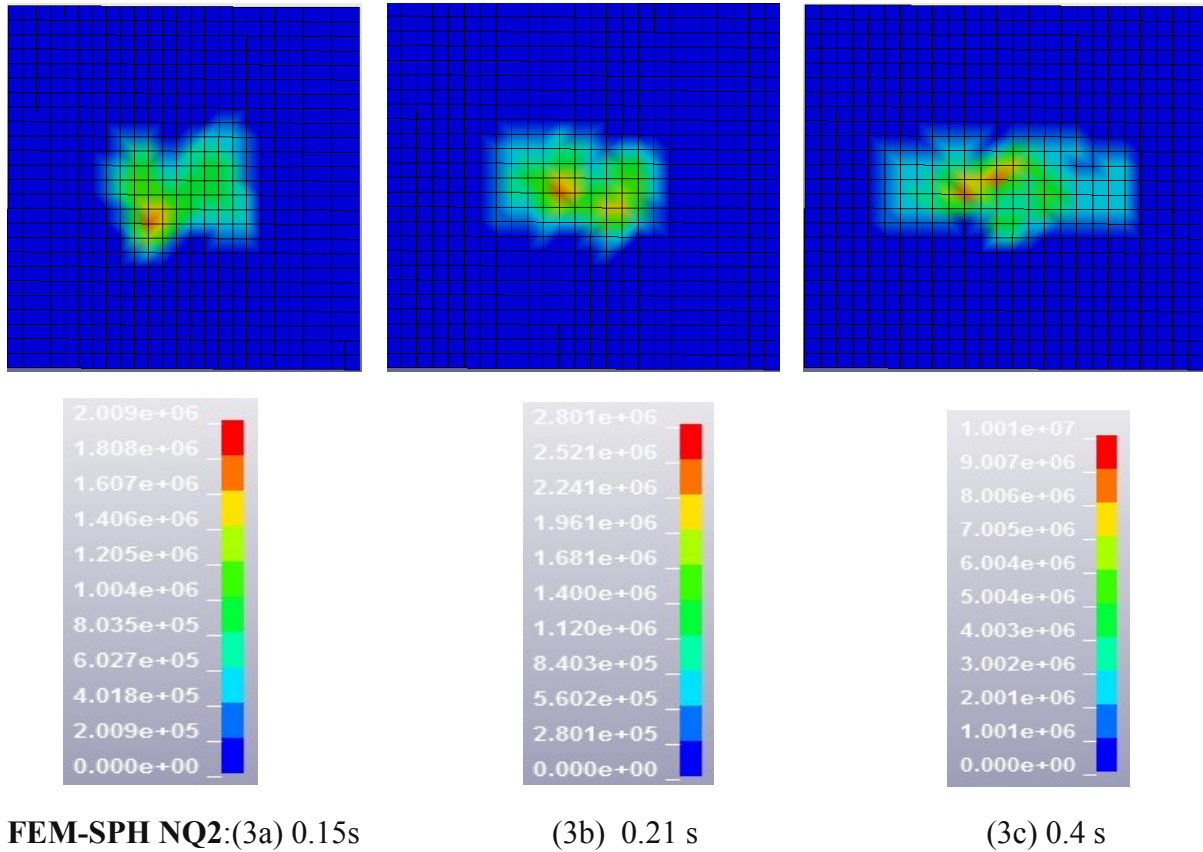 2.009e+06
1.808e+06
1.607e+06
1.406e+06
1.205e+06
1.004e+06
8.035e+05
6.027e+05
4.018e+05
2.009e+05
0.000e+00
2.801e+06
2.521e+06
2.241e+06
1.961e+06
1.681e+06
1.400e+06
1.120e+06
8.403e+05
5.602e+05
2.801e+05
0.000e+00
1.001e+07
9.007e+06
8.006e+06
7.005e+06
6.004e+06
5.004e+06
4.003e+06
3.002e+06
2.001e+06
1.001e+06
0.000e+00
FEM-SPH NQ2:(3a) 0.15s (3b) 0.21 s (3c) 0.4 s